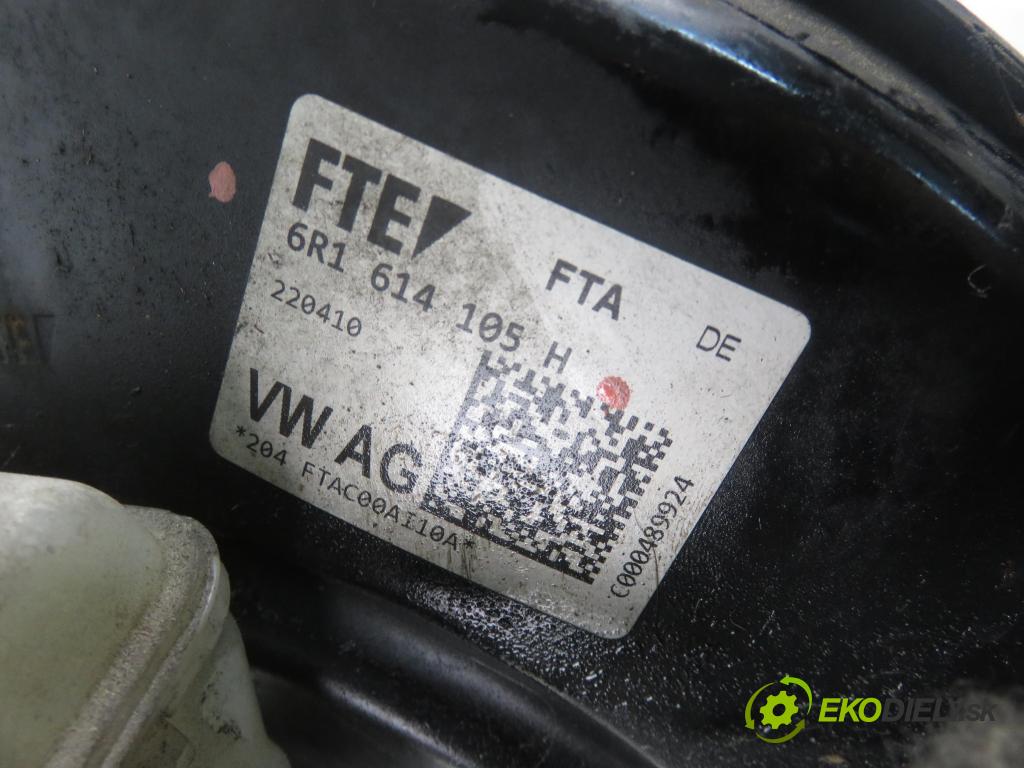 FTE
FTA
DE
6R1 614 105 H
220410
VW AG
*204 FTAC00AI10A*
C000489924
EKODIELY.sk